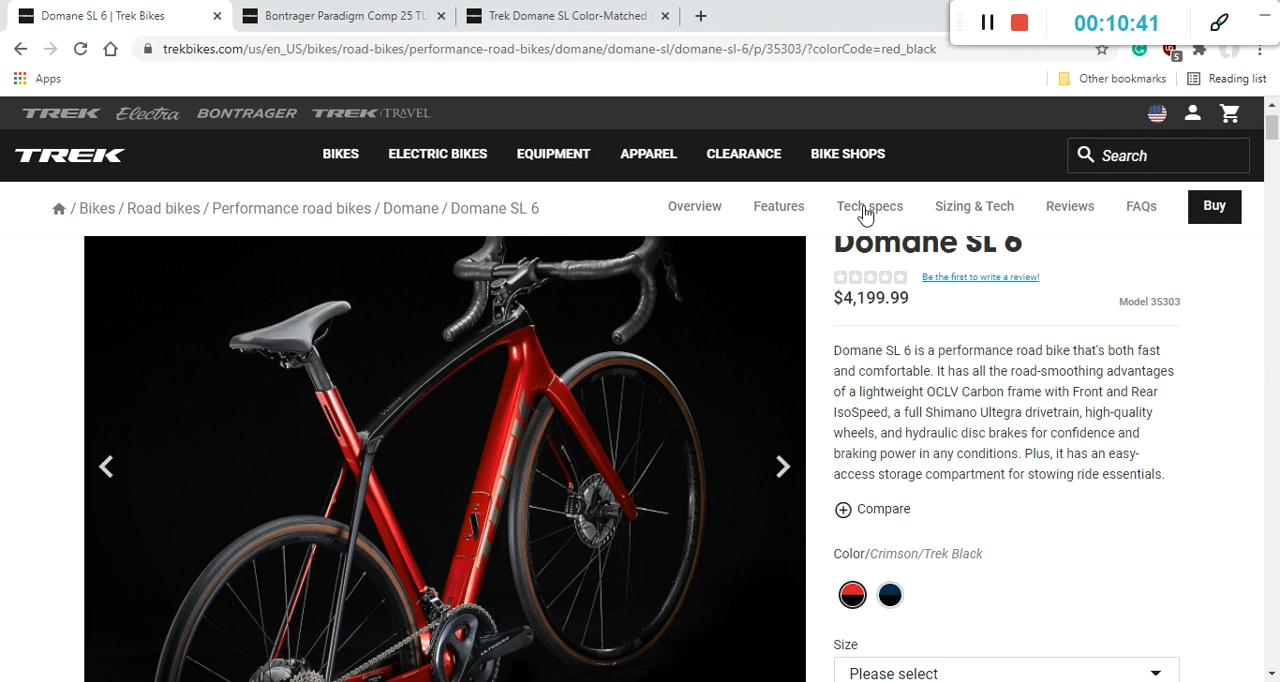 Domane SL 6 | Trek Bikes
Bontrager Paradigm Comp 25 TL
Trek Domane SL Color-Matched
00:10:41
trekbikes.com/us/en_US/bikes/road-bikes/performance-road-bikes/domane/domane-sl/domane-sl-6/p/35303/?colorCode=red_black
5
Apps
Other bookmarks
Reading list
TREK Electra BONTRAGER TREK TRAVEL
TREK
BIKES ELECTRIC BIKES EQUIPMENT APPAREL CLEARANCE BIKE SHOPS
Search
/ Bikes / Road bikes / Performance road bikes / Domane / Domane SL 6
Overview Features Tech specs Sizing & Tech Reviews FAQs Buy
Domane SL 6
Be the first to write a review!
$4,199.99
Model 35303
Domane SL 6 is a performance road bike that's both fast
and comfortable. It has all the road-smoothing advantages
of a lightweight OCLV Carbon frame with Front and Rear
IsoSpeed, a full Shimano Ultegra drivetrain, high-quality
wheels, and hydraulic disc brakes for confidence and
braking power in any conditions. Plus, it has an easy-
access storage compartment for stowing ride essentials.
Compare
Color/Crimson/Trek Black
Size
Please select
TREK